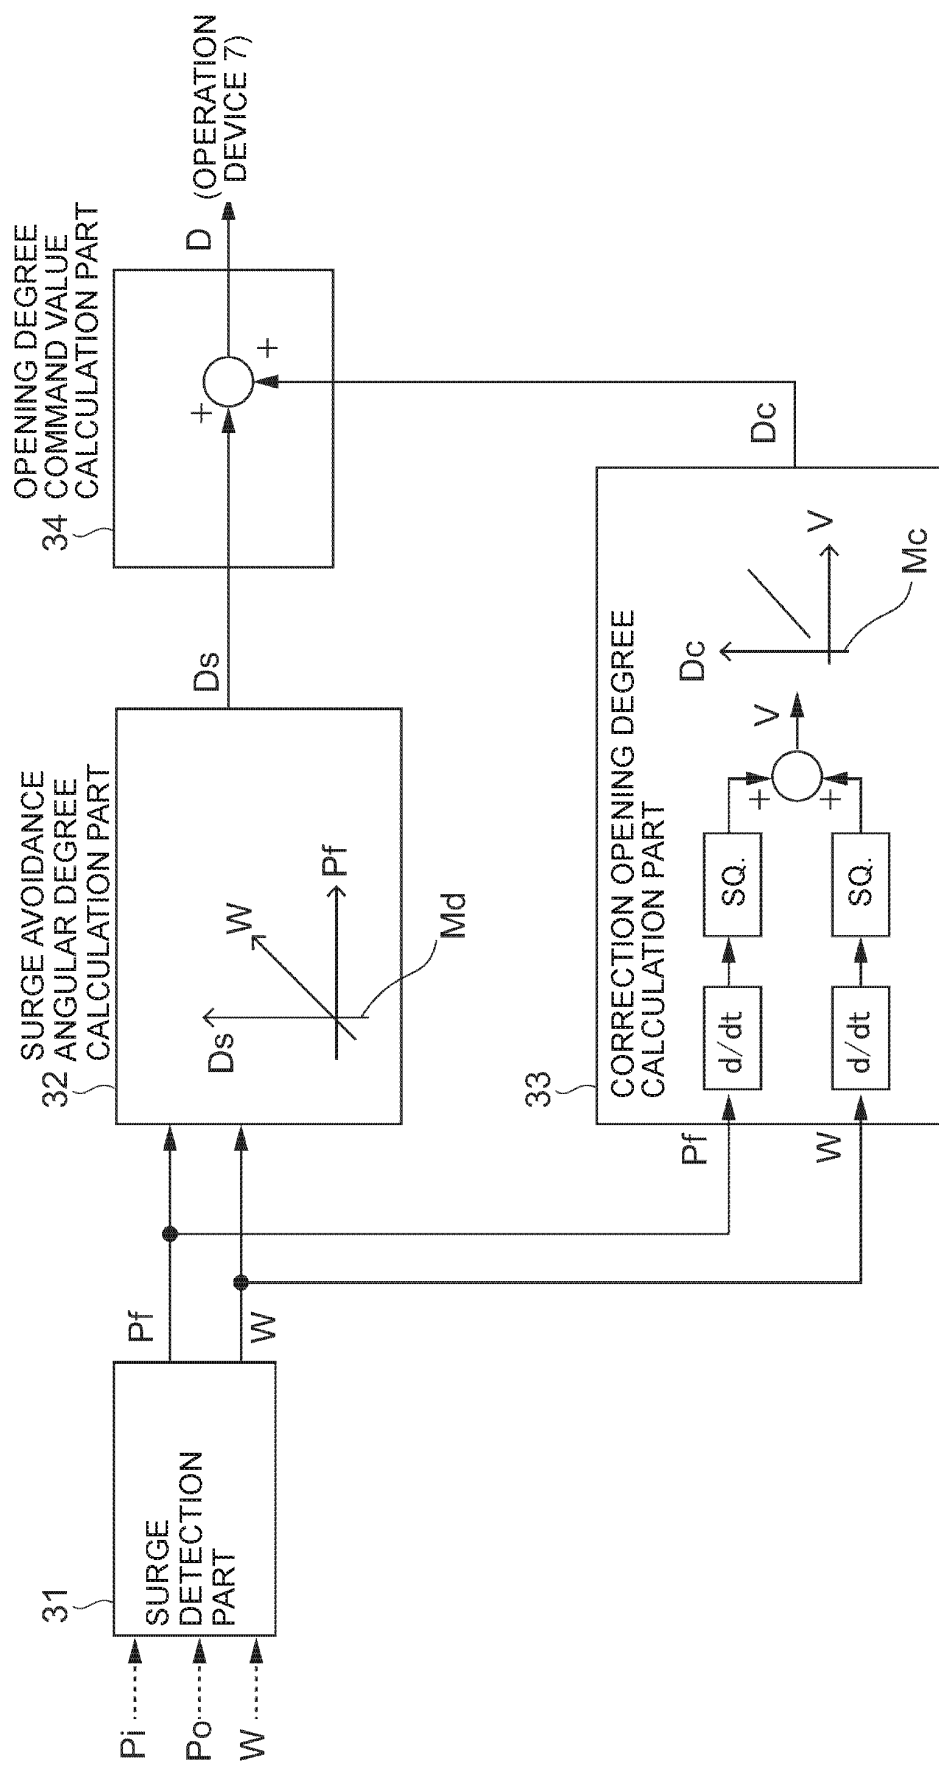 31
SURGE
DETECTION
PART
Pi
Po
W
Pf
W
SURGE AVOIDANCE
ANGULAR DEGREE
CALCULATION PART
32
Ds
W
Pf
Md
Ds
OPENING DEGREE
COMMAND VALUE
CALCULATION PART
34
+
+
D
(OPERATION
DEVICE 7)
33
CORRECTION OPENING DEGREE
CALCULATION PART
Pf
W
d/dt
SQ.
d/dt
SQ.
+
+
V
Dc
V
Mc
Dc